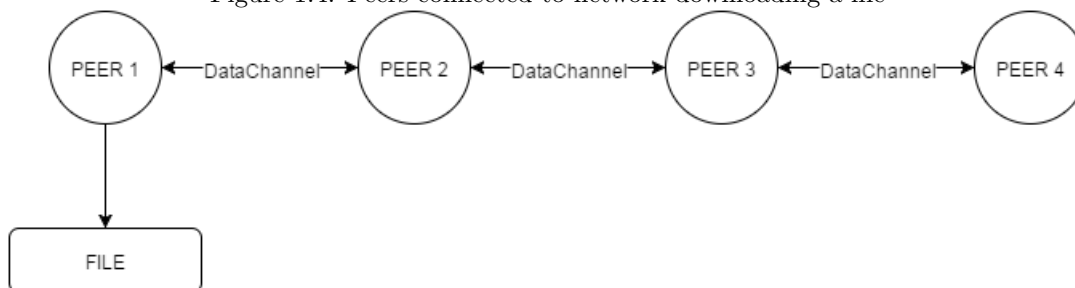 Figure 1.4: Peers connected to network downloading a file
PEER 1 DataChannel PEER 2 DataChannel PEER 3 DataChannel PEER 4
FILE